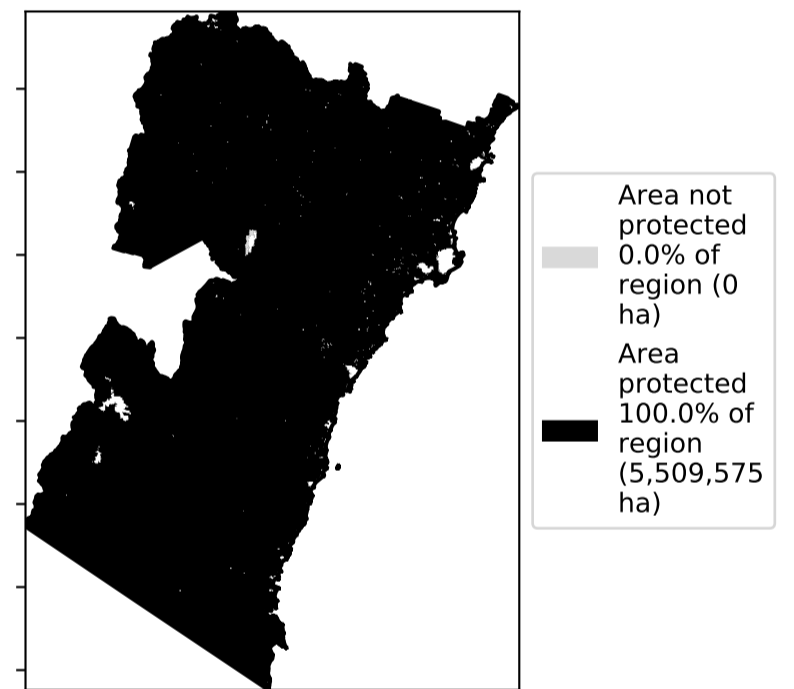 Area not
protected
0.0% of
region (0
ha)
Area
protected
100.0% of
region
(5,509,575
ha)